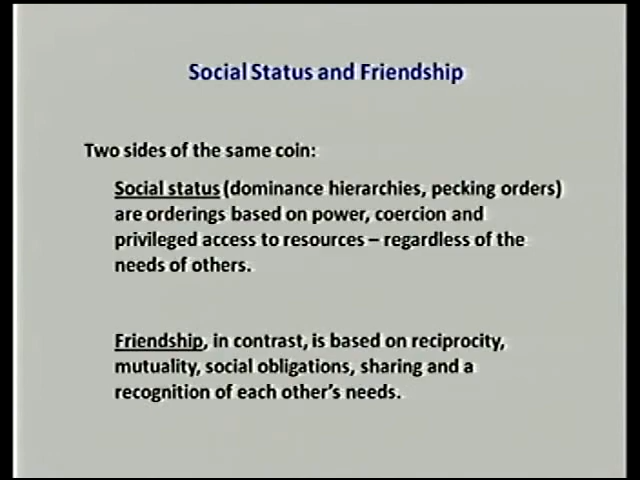 Social Status and Friendship
Two sides of the same coin:
Social status (dominance hierarchies, pecking orders)
are orderings based on power, coercion and
privileged access to resources – regardless of the
needs of others.
Friendship, in contrast, is based on reciprocity,
mutuality, social obligations, sharing and a
recognition of each other's needs.